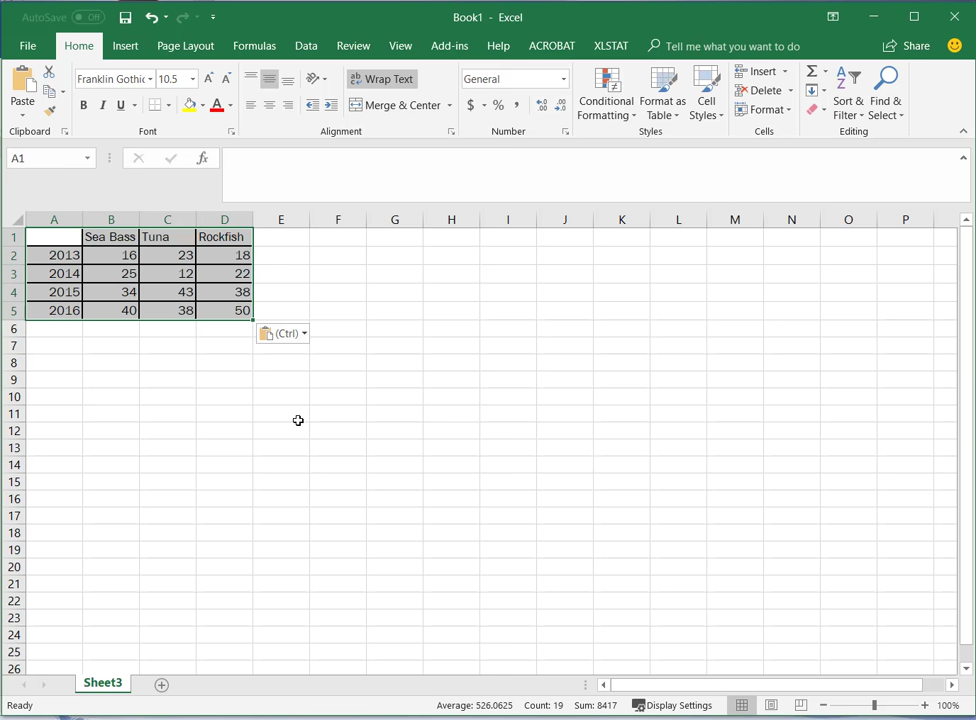 AutoSave Off Book1 - Excel
File Home Insert Page Layout Formulas Data Review View Add-ins Help ACROBAT XLSTAT Tell me what you want to do Share
Franklin Gothic 10.5 Wrap Text General Insert
Paste Conditional Formatting Format as Table Cell Styles Delete Sort & Filter Find & Select
B I U A Merge & Center $ % , Format
Clipboard Font Alignment Number Styles Cells Editing
A1 fx
A B C D E F G H I J K L M N O P
1 Sea Bass Tuna Rockfish
2 2013 16 23 18
3 2014 25 12 22
4 2015 34 43 38
5 2016 40 38 50
6 (Ctrl)
7
8
9
10
11
12
13
14
15
16
17
18
19
20
21
22
23
24
25
26
Sheet3
Ready Average: 526.0625 Count: 19 Sum: 8417 Display Settings 100%